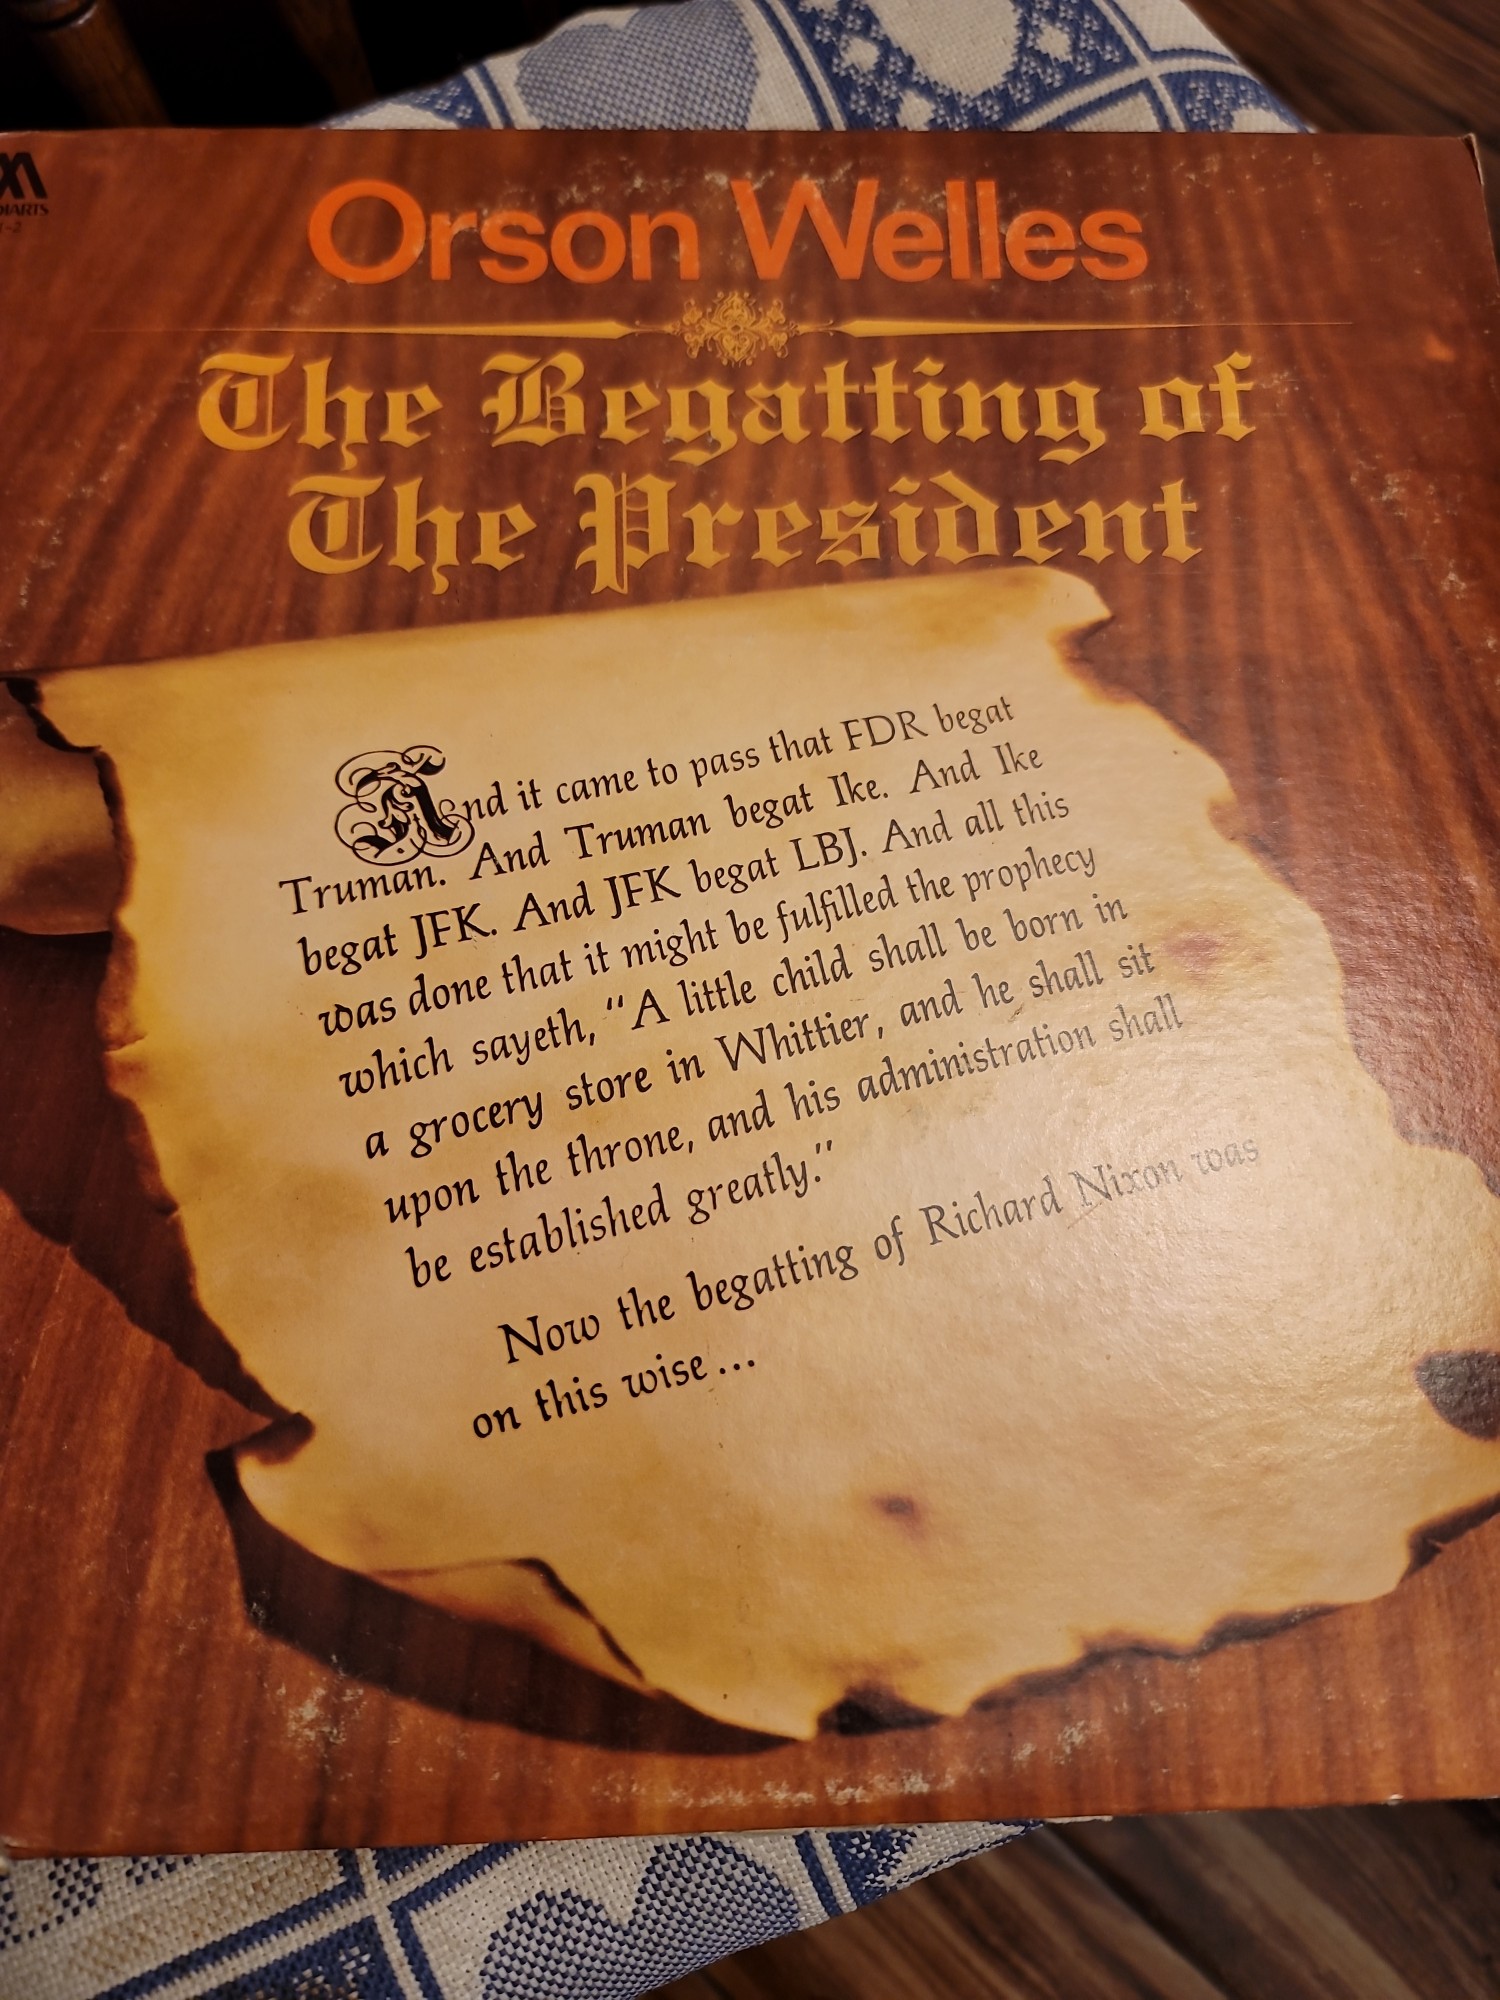 Orson Welles
The Begatting of
The President
And it came to pass that FDR begat
Truman. And Truman begat Ike. And Ike
begat JFK. And JFK begat LBJ. And all this
was done that it might be fulfilled the prophecy
which sayeth, "A little child shall be born in
a grocery store in Whittier, and he shall sit
upon the throne, and his administration shall
be established greatly."
Now the begatting of Richard Nixon was
on this wise...